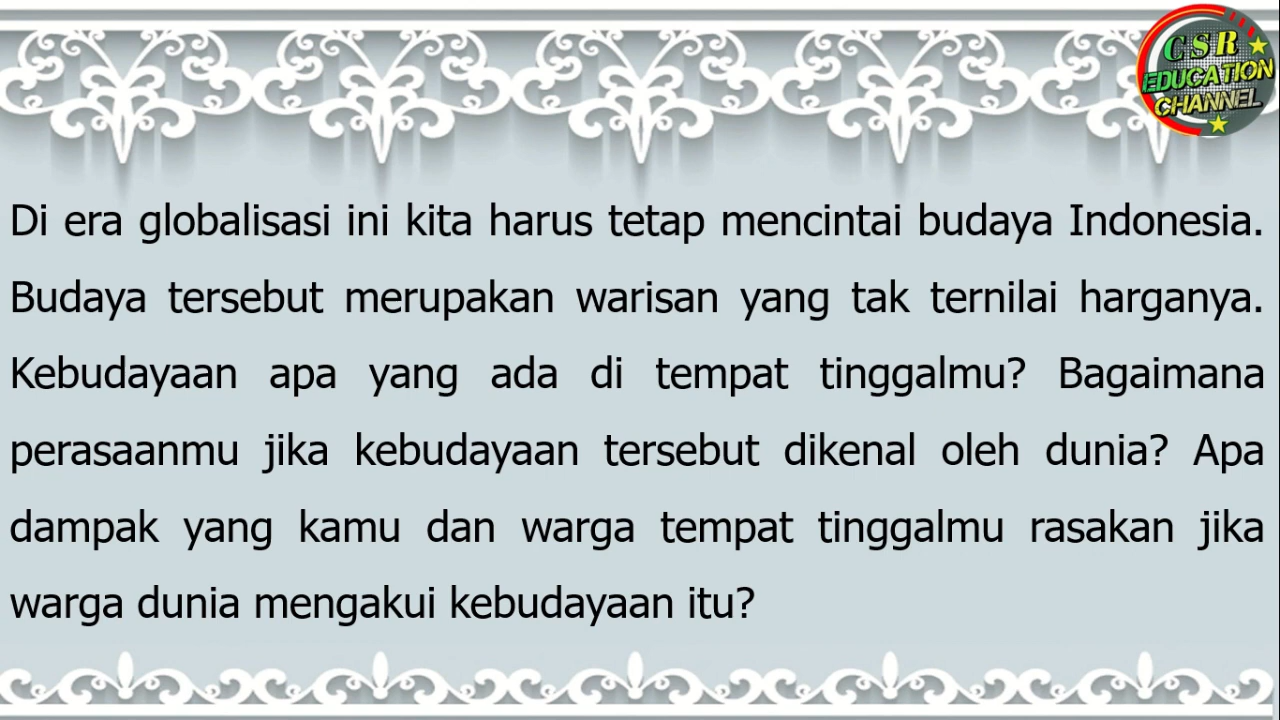 CSR
EDUCATION
CHANNEL
Di era globalisasi ini kita harus tetap mencintai budaya Indonesia.
Budaya tersebut merupakan warisan yang tak ternilai harganya.
Kebudayaan apa yang ada di tempat tinggalmu? Bagaimana
perasaanmu jika kebudayaan tersebut dikenal oleh dunia? Apa
dampak yang kamu dan warga tempat tinggalmu rasakan jika
warga dunia mengakui kebudayaan itu?